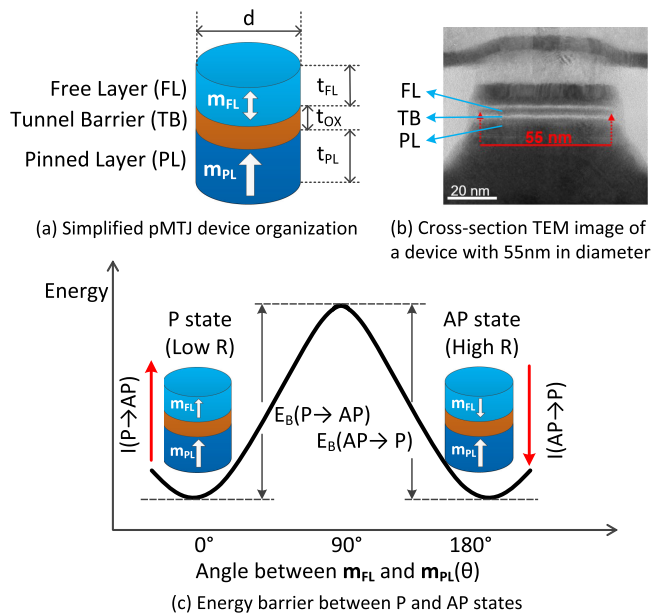 d
Free Layer (FL)
Tunnel Barrier (TB)
Pinned Layer (PL)
m_FL
m_PL
t_FL
t_OX
t_PL
(a) Simplified pMTJ device organization
FL
TB
PL
55 nm
20 nm
(b) Cross-section TEM image of
a device with 55nm in diameter
Energy
P state
(Low R)
AP state
(High R)
I(P→AP)
m_FL
m_PL
E_B(P→ AP)
E_B(AP→ P)
m_FL
m_PL
I(AP→P)
0°
90°
180°
Angle between m_FL and m_PL(θ)
(c) Energy barrier between P and AP states